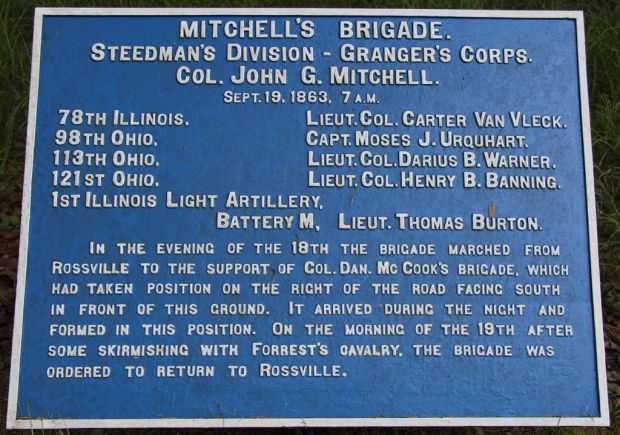 Mitchell's Brigade.
Steedman's Division - Granger's Corps.
Col. John G. Mitchell.
Sept. 19, 1863, 7 A.M.
78th Illinois. Lieut. Col. Carter Van Vleck.
98th Ohio. Capt. Moses J. Urquhart.
113th Ohio. Lieut. Col. Darius B. Warner.
121st Ohio. Lieut. Col. Henry B. Banning.
1st Illinois Light Artillery,
Battery M, Lieut. Thomas Burton.
In the evening of the 18th the brigade marched from
Rossville to the support of Col. Dan. McCook's brigade, which
had taken position on the right of the road facing south
in front of this ground. It arrived during the night and
formed in this position. On the morning of the 19th after
some skirmishing with Forrest's cavalry, the brigade was
ordered to return to Rossville.